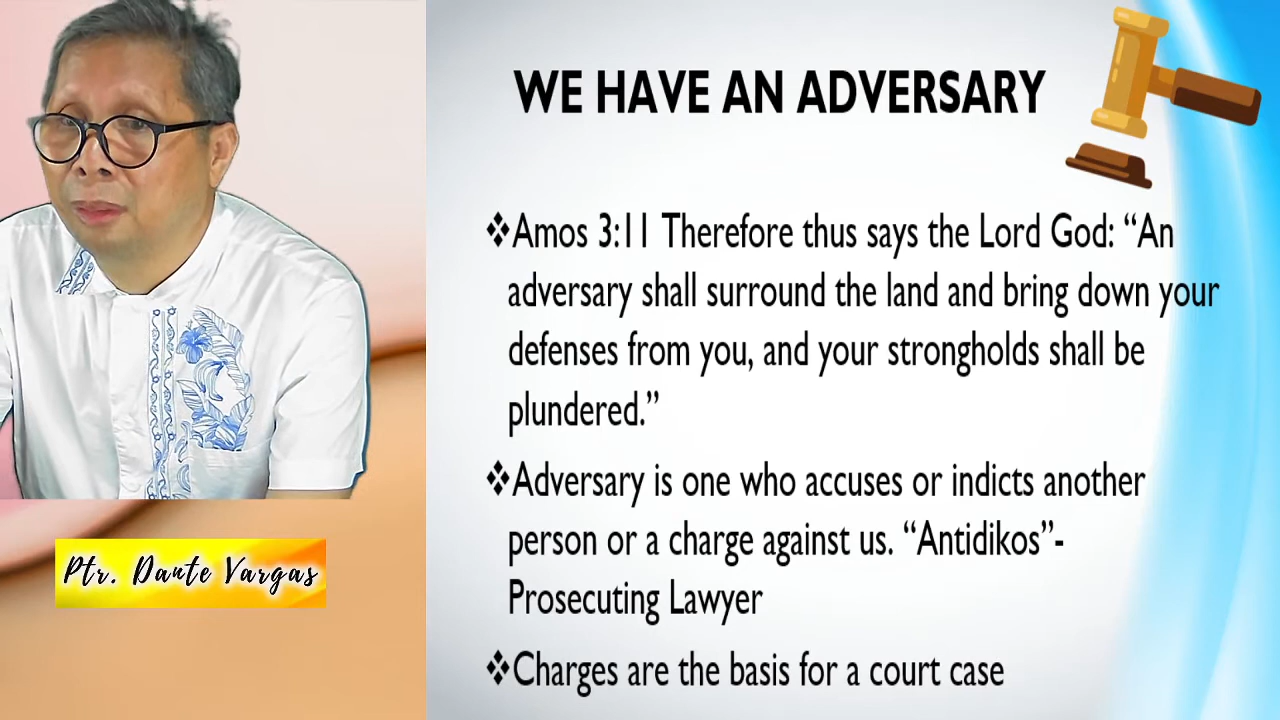 WE HAVE AN ADVERSARY
❖Amos 3:11 Therefore thus says the Lord God: “An
adversary shall surround the land and bring down your
defenses from you, and your strongholds shall be
plundered.”
❖Adversary is one who accuses or indicts another
person or a charge against us. “Antidikos”-
Prosecuting Lawyer
❖Charges are the basis for a court case
Ptr. Dante Vargas